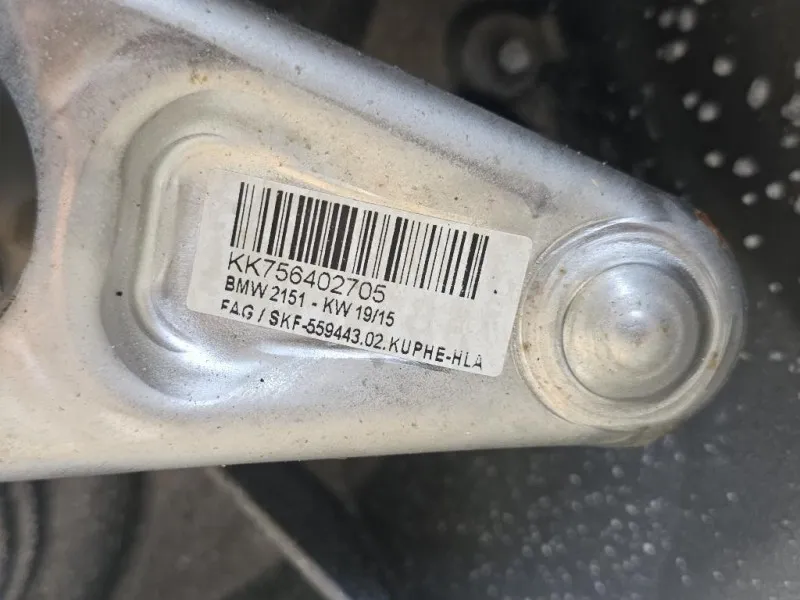 KK756402705
BMW 2151 - KW 19/15
FAG / SKF-559443.02.KUPHE-HLA